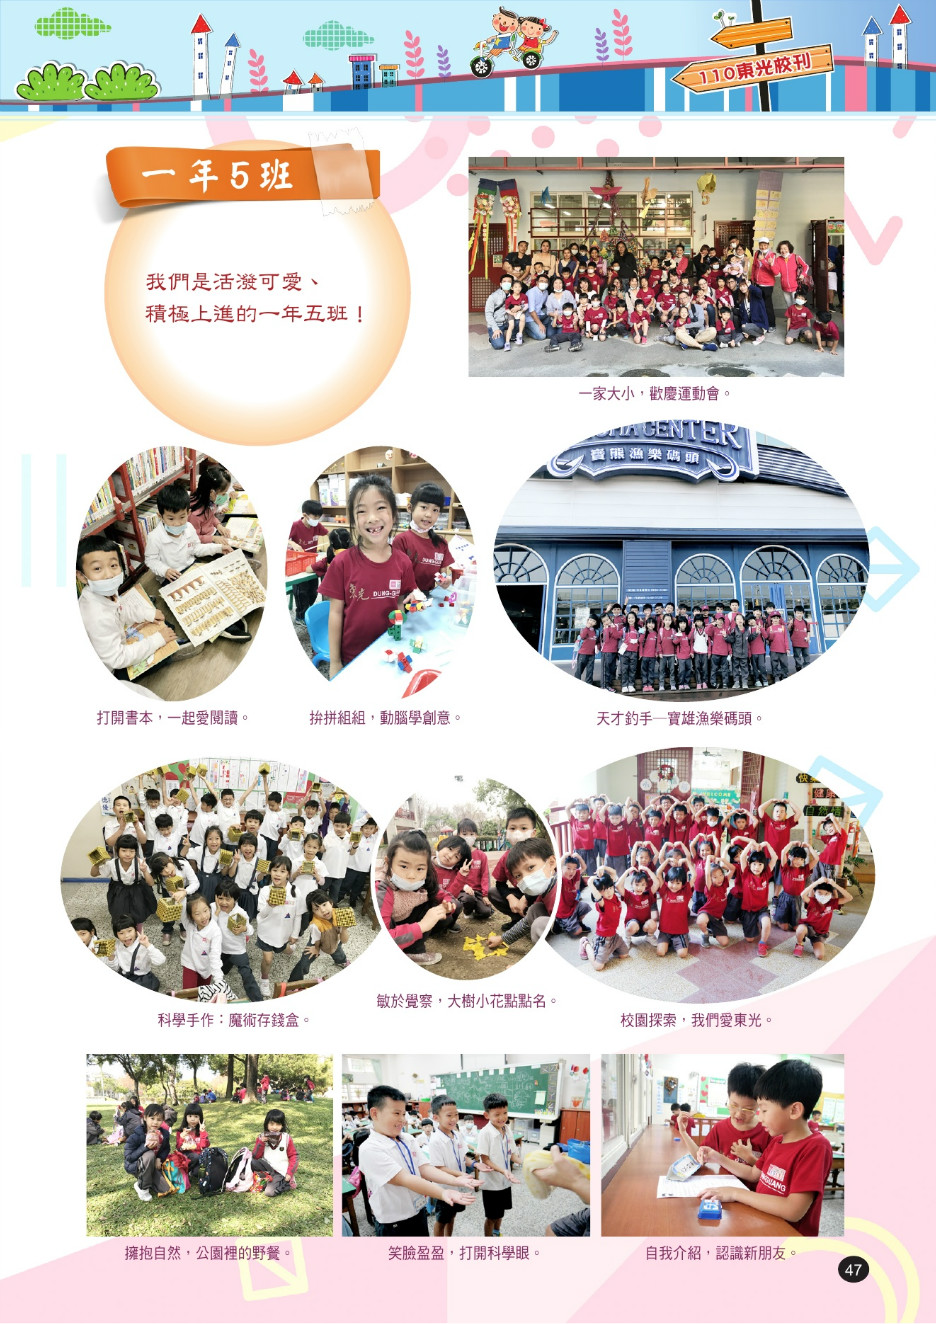 110東光校刊
一年5班
我們是活潑可愛、
積極上進的一年五班！
一家大小，歡慶運動會。
CENTER
寶熊漁樂碼頭
DUNG-GU
打開書本，一起愛閱讀。
拚拼組組，動腦學創意。
天才釣手─寶雄漁樂碼頭。
敏於覺察，大樹小花點點名。
科學手作：魔術存錢盒。
校園探索，我們愛東光。
GUANG
擁抱自然，公園裡的野餐。
笑臉盈盈，打開科學眼。
自我介紹，認識新朋友。
47